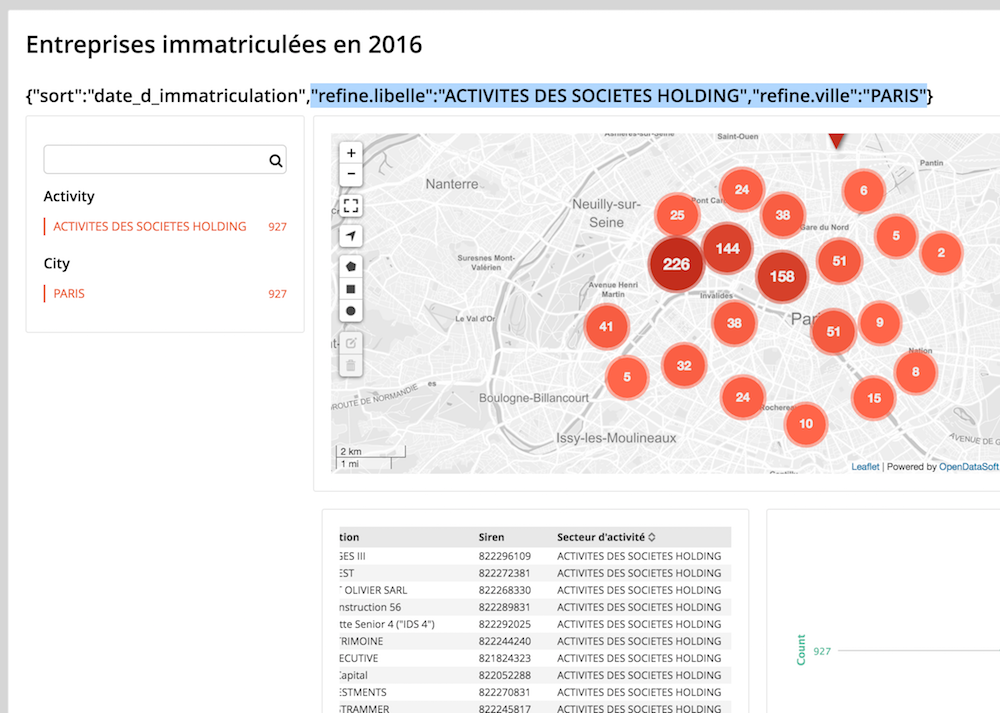 Entreprises immatriculées en 2016
{"sort":"date_d_immatriculation","refine.libelle":"ACTIVITES DES SOCIETES HOLDING","refine.ville":"PARIS"}
Activity
ACTIVITES DES SOCIETES HOLDING 927
City
PARIS 927
+
−
Saint-Ouen
Pantin
Nanterre
Neuilly-sur-
Seine
Pont Car
Gare du Nord
Suresnes Mont-
Valérien
Avenue Henri
Martin
Invalides
Le Val d'Or
Pari
Nation
ROUTE DE NORMANDIE
es
Boulogne-Billancourt
Rochere
Issy-les-Moulineaux
AVENUE DE G
24
6
25
38
5
2
144
226
51
158
41
38
51
9
5
32
8
24
15
10
2 km
1 mi
Leaflet | Powered by OpenDataSoft
tion Siren Secteur d'activité
GES III 822296109 ACTIVITES DES SOCIETES HOLDING
EST 822272381 ACTIVITES DES SOCIETES HOLDING
OLIVIER SARL 822268330 ACTIVITES DES SOCIETES HOLDING
nstruction 56 822289831 ACTIVITES DES SOCIETES HOLDING
tte Senior 4 ("IDS 4") 822292025 ACTIVITES DES SOCIETES HOLDING
TRIMOINE 822244240 ACTIVITES DES SOCIETES HOLDING
ECUTIVE 821824323 ACTIVITES DES SOCIETES HOLDING
Capital 822052288 ACTIVITES DES SOCIETES HOLDING
ESTMENTS 822270831 ACTIVITES DES SOCIETES HOLDING
STRAMMER 822245817 ACTIVITES DES SOCIETES HOLDING
Count
927